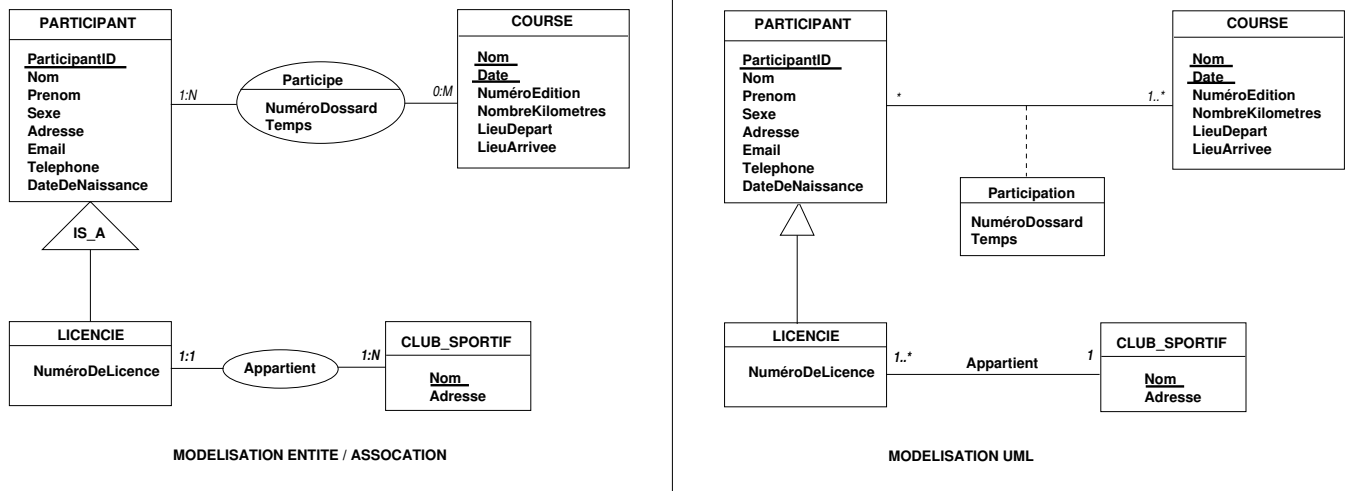 PARTICIPANT
ParticipantID
Nom
Prenom
Sexe
Adresse
Email
Telephone
DateDeNaissance
1:N
Participe
NuméroDossard
Temps
0:M
COURSE
Nom
Date
NuméroEdition
NombreKilometres
LieuDepart
LieuArrivee
IS_A
LICENCIE
NuméroDeLicence
1:1
Appartient
1:N
CLUB_SPORTIF
Nom
Adresse
MODELISATION ENTITE / ASSOCATION
PARTICIPANT
ParticipantID
Nom
Prenom
Sexe
Adresse
Email
Telephone
DateDeNaissance
*
1..*
COURSE
Nom
Date
NuméroEdition
NombreKilometres
LieuDepart
LieuArrivee
Participation
NuméroDossard
Temps
LICENCIE
NuméroDeLicence
1..*
Appartient
1
CLUB_SPORTIF
Nom
Adresse
MODELISATION UML